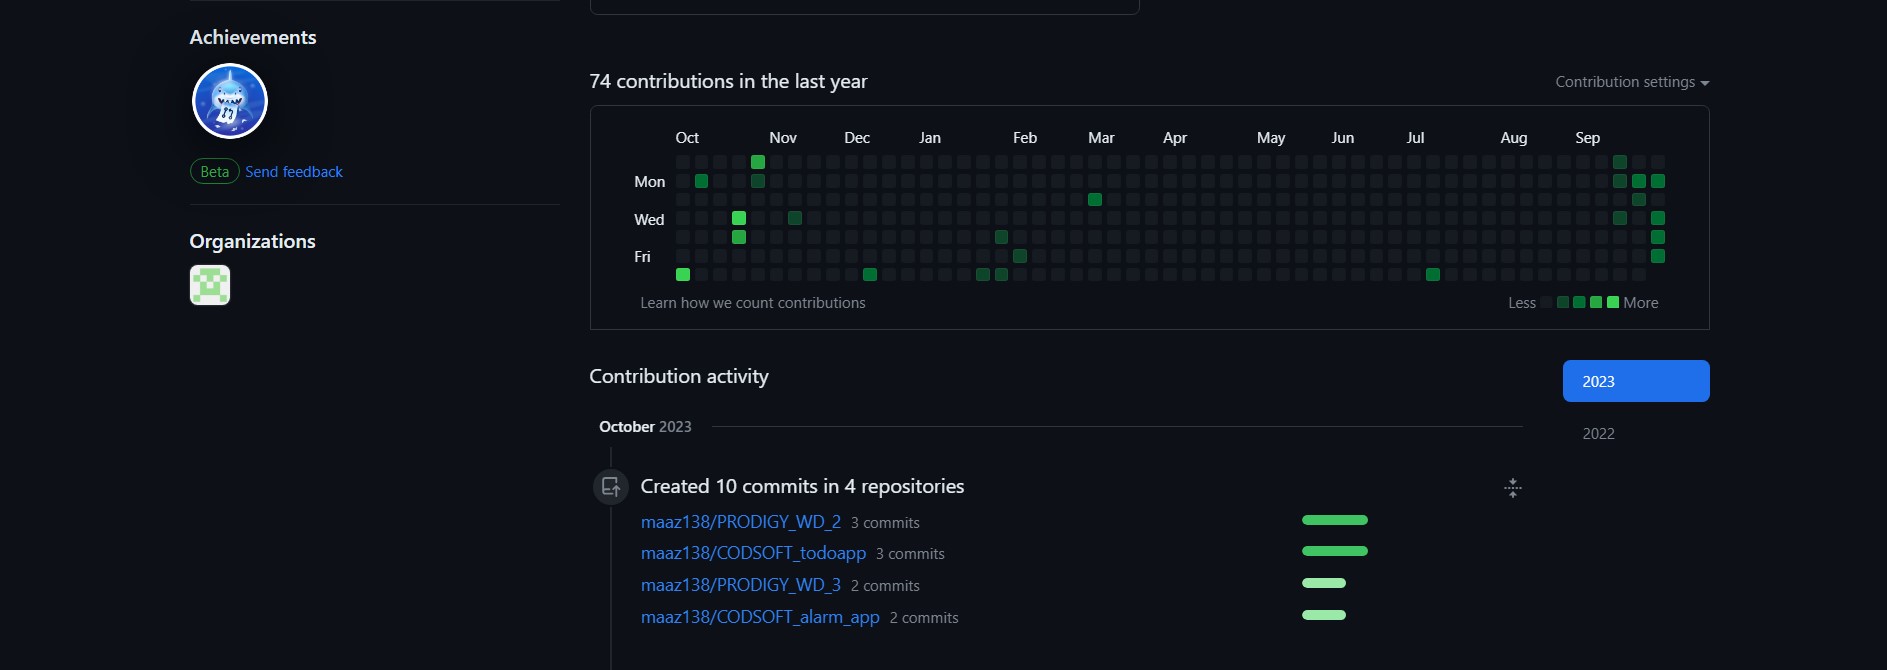 Achievements
Beta Send feedback
Organizations
74 contributions in the last year
Contribution settings
Oct Nov Dec Jan Feb Mar Apr May Jun Jul Aug Sep
Mon
Wed
Fri
Learn how we count contributions
Less More
Contribution activity
2023
2022
October 2023
Created 10 commits in 4 repositories
maaz138/PRODIGY_WD_2 3 commits
maaz138/CODSOFT_todoapp 3 commits
maaz138/PRODIGY_WD_3 2 commits
maaz138/CODSOFT_alarm_app 2 commits